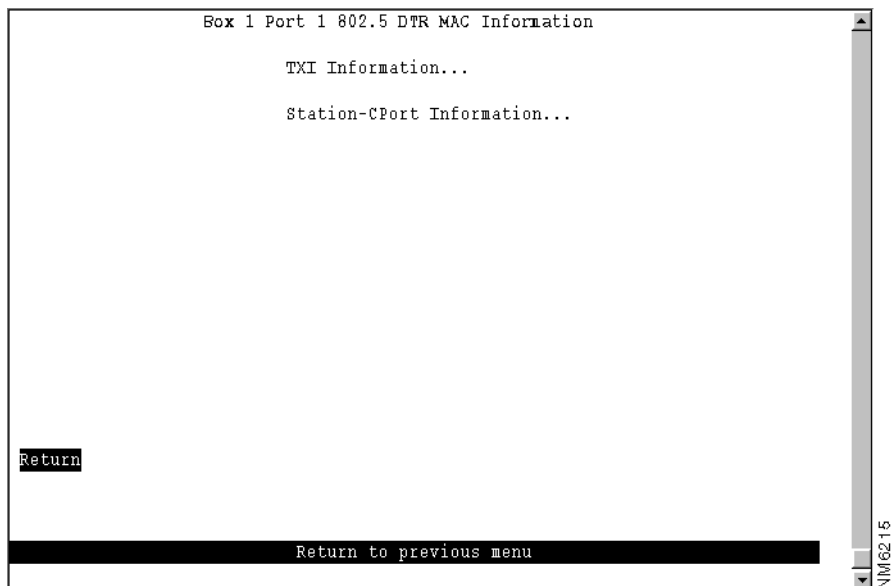 Box 1 Port 1 802.5 DTR MAC Information
TXI Information...
Station-CPort Information...
Return
Return to previous menu
NM6215